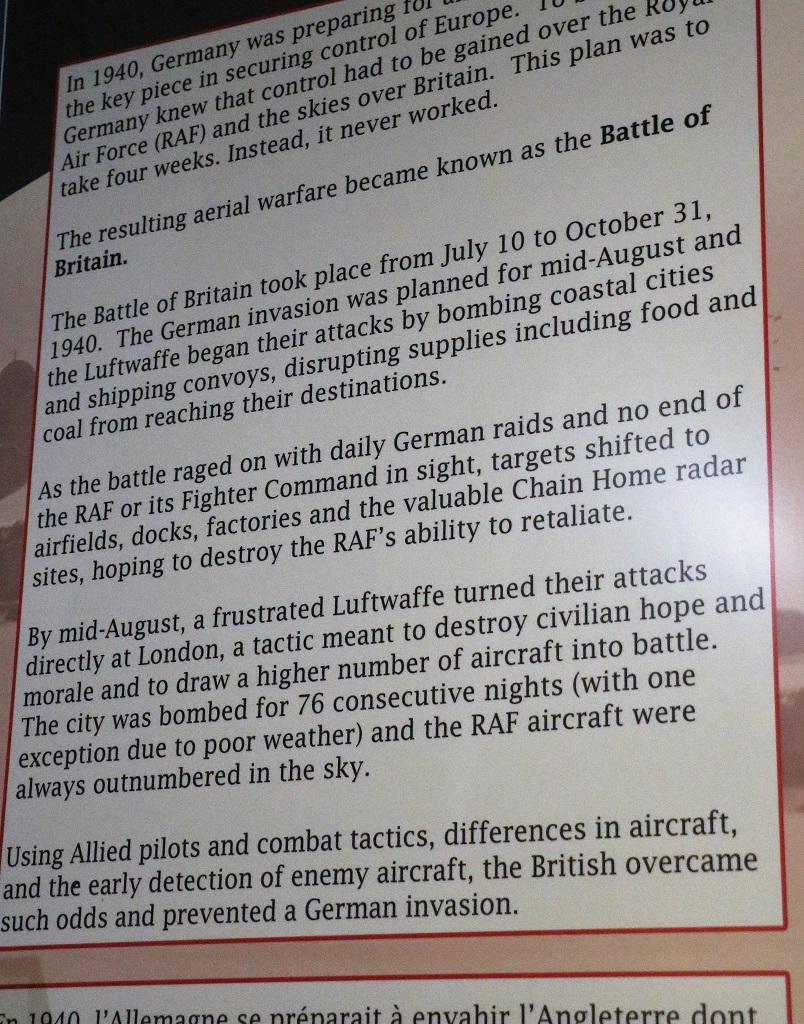 In 1940, Germany was preparing for
the key piece in securing control of Europe. To
Germany knew that control had to be gained over the Royal
Air Force (RAF) and the skies over Britain. This plan was to
take four weeks. Instead, it never worked.
The resulting aerial warfare became known as the Battle of
Britain.
The Battle of Britain took place from July 10 to October 31,
1940. The German invasion was planned for mid-August and
the Luftwaffe began their attacks by bombing coastal cities
and shipping convoys, disrupting supplies including food and
coal from reaching their destinations.
As the battle raged on with daily German raids and no end of
the RAF or its Fighter Command in sight, targets shifted to
airfields, docks, factories and the valuable Chain Home radar
sites, hoping to destroy the RAF's ability to retaliate.
By mid-August, a frustrated Luftwaffe turned their attacks
directly at London, a tactic meant to destroy civilian hope and
morale and to draw a higher number of aircraft into battle.
The city was bombed for 76 consecutive nights (with one
exception due to poor weather) and the RAF aircraft were
always outnumbered in the sky.
Using Allied pilots and combat tactics, differences in aircraft,
and the early detection of enemy aircraft, the British overcame
such odds and prevented a German invasion.
En 1940, l'Allemagne se préparait à envahir l'Angleterre dont